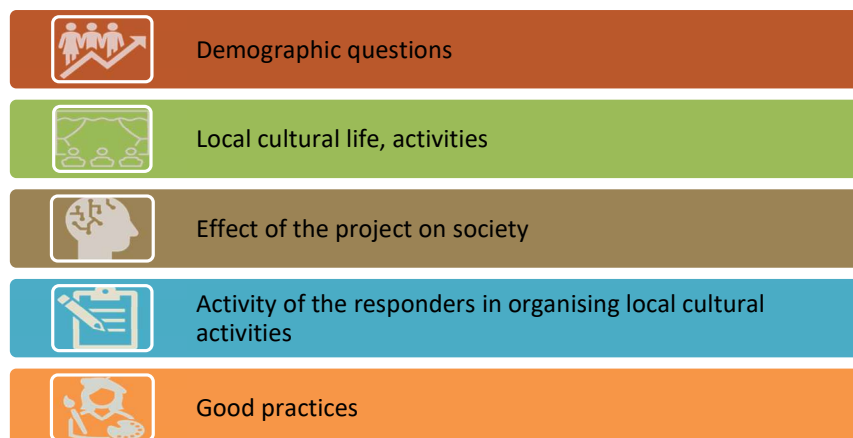 Demographic questions
Local cultural life, activities
Effect of the project on society
Activity of the responders in organising local cultural
activities
Good practices